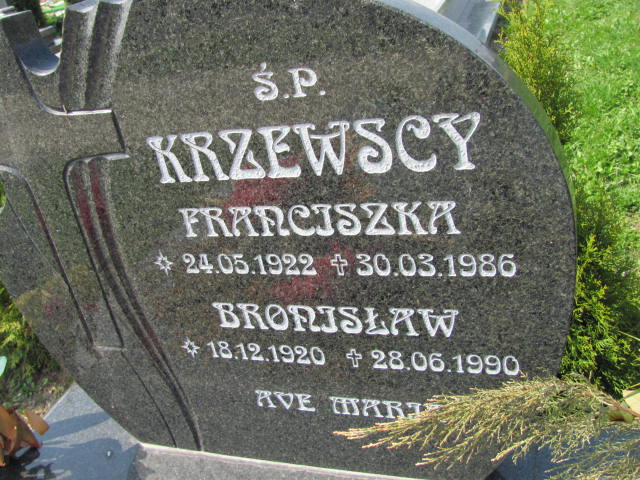 Ś.P.
KRZEWSCY
FRANCISZKA
* 24.05.1922 ✝ 30.03.1986
BRONISŁAW
* 18.12.1920 ✝ 28.06.1990
AVE